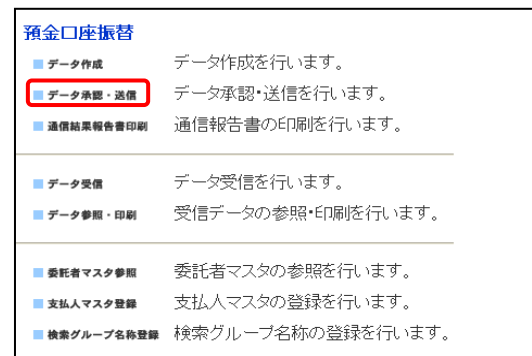 預金口座振替
データ作成 データ作成を行います。
データ承認・送信 データ承認・送信を行います。
通信結果報告書印刷 通信報告書の印刷を行います。
データ受信 データ受信を行います。
データ参照・印刷 受信データの参照・印刷を行います。
委託者マスタ参照 委託者マスタの参照を行います。
支払人マスタ登録 支払人マスタの登録を行います。
検索グループ名称登録 検索グループ名称の登録を行います。